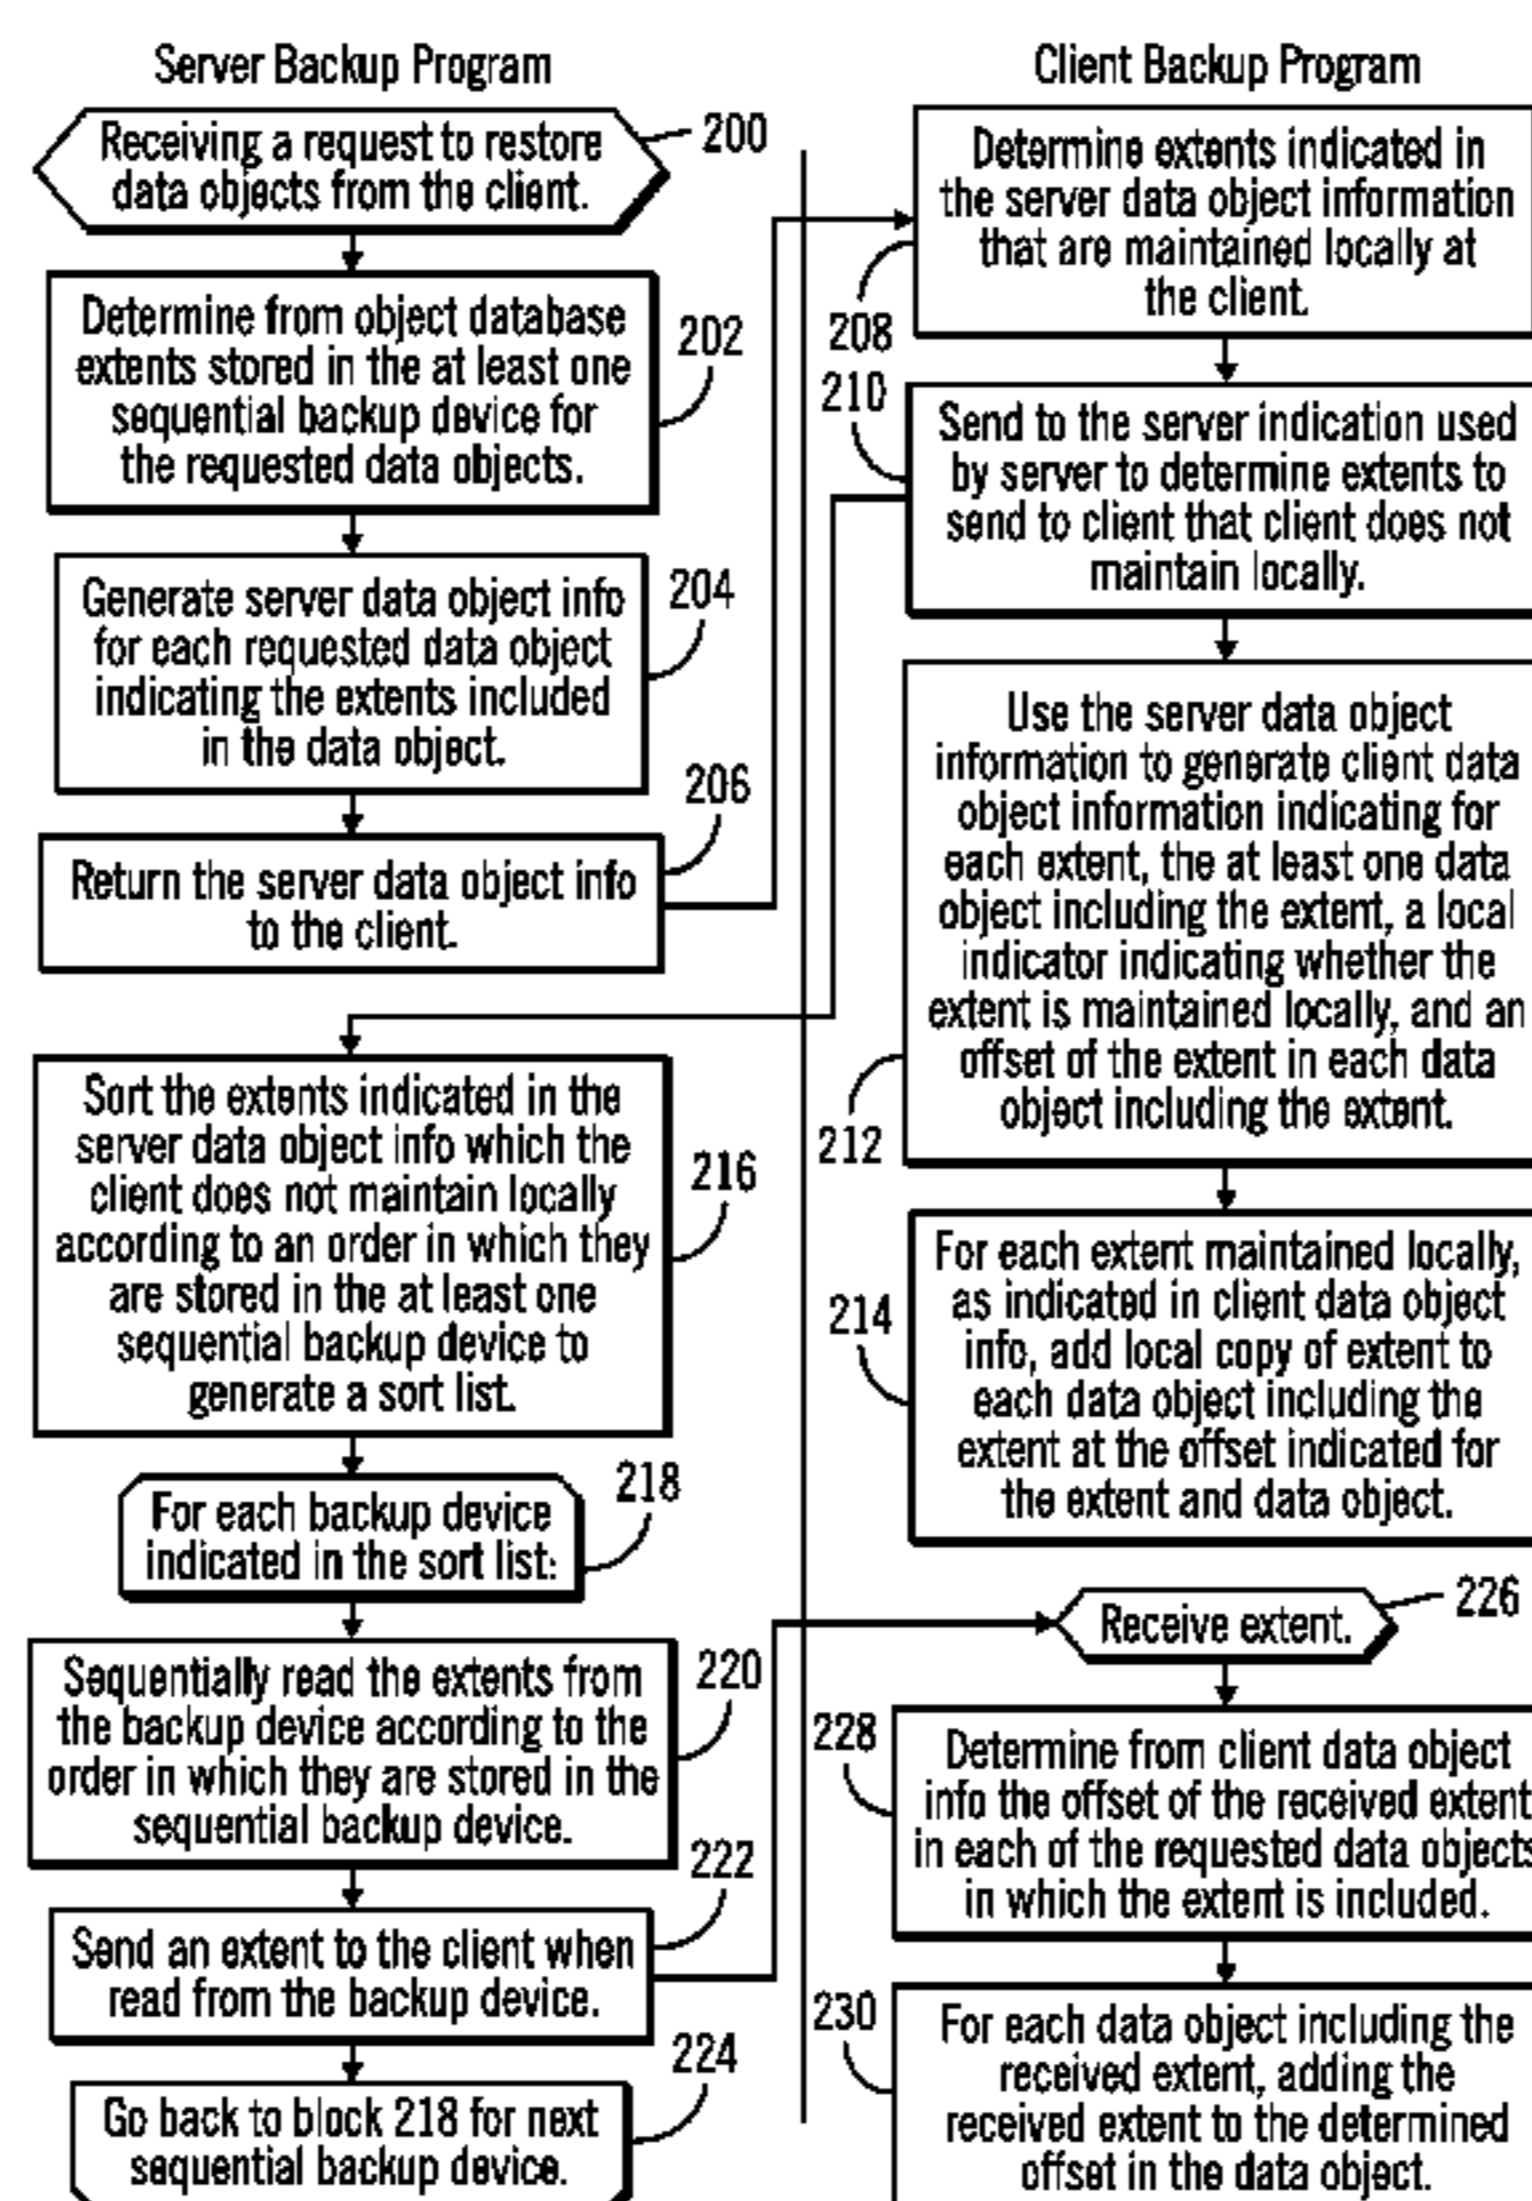 Server Backup Program
Receiving a request to restore
data objects from the client.
200
Determine from object database
extents stored in the at least one
sequential backup device for
the requested data objects.
202
Generate server data object info
for each requested data object
indicating the extents included
in the data object.
204
Return the server data object info
to the client.
206
Sort the extents indicated in the
server data object info which the
client does not maintain locally
according to an order in which they
are stored in the at least one
sequential backup device to
generate a sort list.
216
For each backup device
indicated in the sort list:
218
Sequentially read the extents from
the backup device according to the
order in which they are stored in the
sequential backup device.
220
Send an extent to the client when
read from the backup device.
222
Go back to block 218 for next
sequential backup device.
224
Client Backup Program
Determine extents indicated in
the server data object information
that are maintained locally at
the client.
208
Send to the server indication used
by server to determine extents to
send to client that client does not
maintain locally.
210
Use the server data object
information to generate client data
object information indicating for
each extent, the at least one data
object including the extent, a local
indicator indicating whether the
extent is maintained locally, and an
offset of the extent in each data
object including the extent.
212
For each extent maintained locally,
as indicated in client data object
info, add local copy of extent to
each data object including the
extent at the offset indicated for
the extent and data object.
214
Receive extent.
226
Determine from client data object
info the offset of the received extent
in each of the requested data objects
in which the extent is included.
228
For each data object including the
received extent, adding the
received extent to the determined
offset in the data object.
230